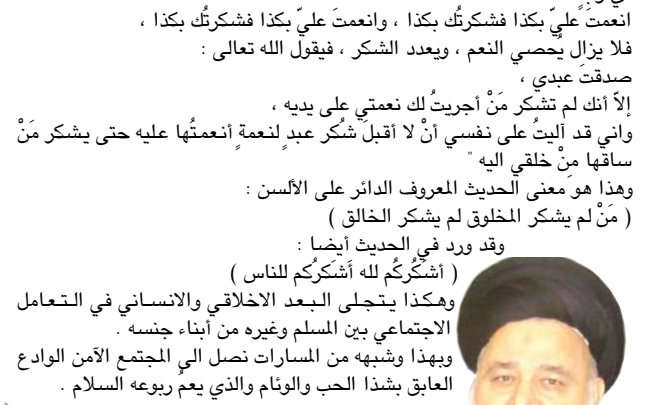 انعمتَ عليّ بكذا فشكرتُك بكذا ، وانعمتَ عليّ بكذا فشكرتُك بكذا ،
فلا يزال يُحصي النعم ، ويعدد الشكر ، فيقول الله تعالى :
صدقتَ عبدي ،
إلاّ أنك لم تشكر مَنْ أجريتُ لك نعمتي على يديه ،
واني قد آليتُ على نفسي أنْ لا أقبلَ شُكر عبدٍ لنعمةٍ أنعمتُها عليه حتى يشكر مَنْ
ساقها مِنْ خلقي اليه "
وهذا هو معنى الحديث المعروف الدائر على الألسن :
( مَنْ لم يشكر المخلوق لم يشكر الخالق )
وقد ورد في الحديث أيضا :
( أشكَرُكُم لله أَشكَركُم للناس )
وهكذا يتجلى البعد الاخلاقي والانساني في التعامل
الاجتماعي بين المسلم وغيره من أبناء جنسه .
وبهذا وشبهه من المسارات نصل الى المجتمع الآمن الوادع
العابق بشذا الحب والوئام والذي يعمُ ربوعه السلام .